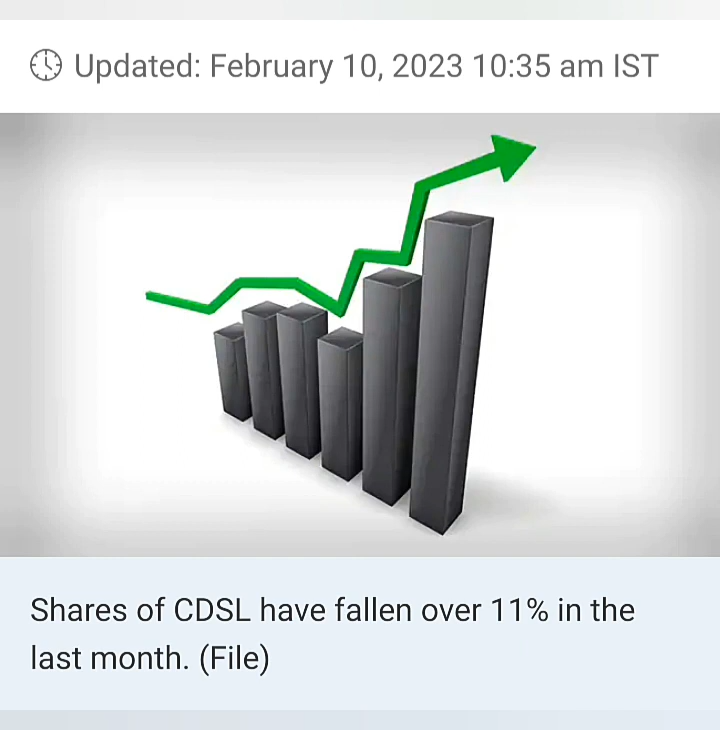 Updated: February 10, 2023 10:35 am IST
Shares of CDSL have fallen over 11% in the
last month. (File)